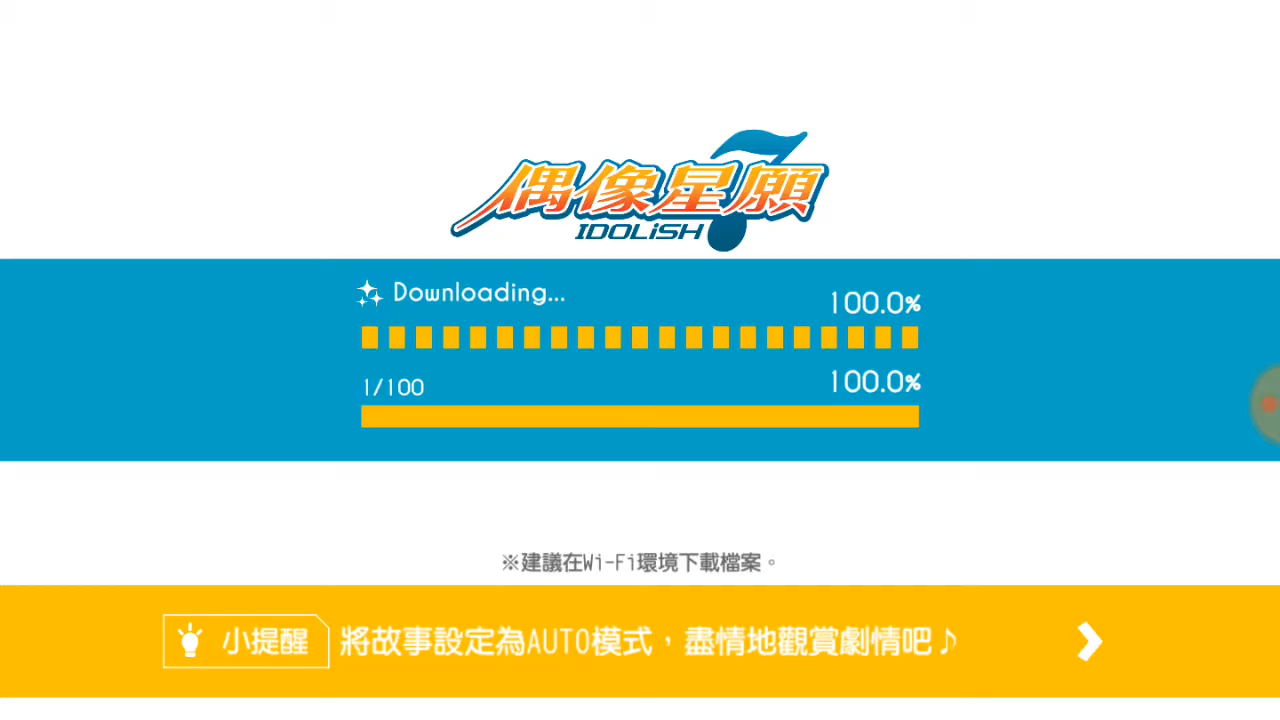 偶像星願
IDOLiSH7
Downloading...
100.0%
1/100
100.0%
※建議在Wi-Fi環境下載檔案。
小提醒
將故事設定為AUTO模式，盡情地觀賞劇情吧♪